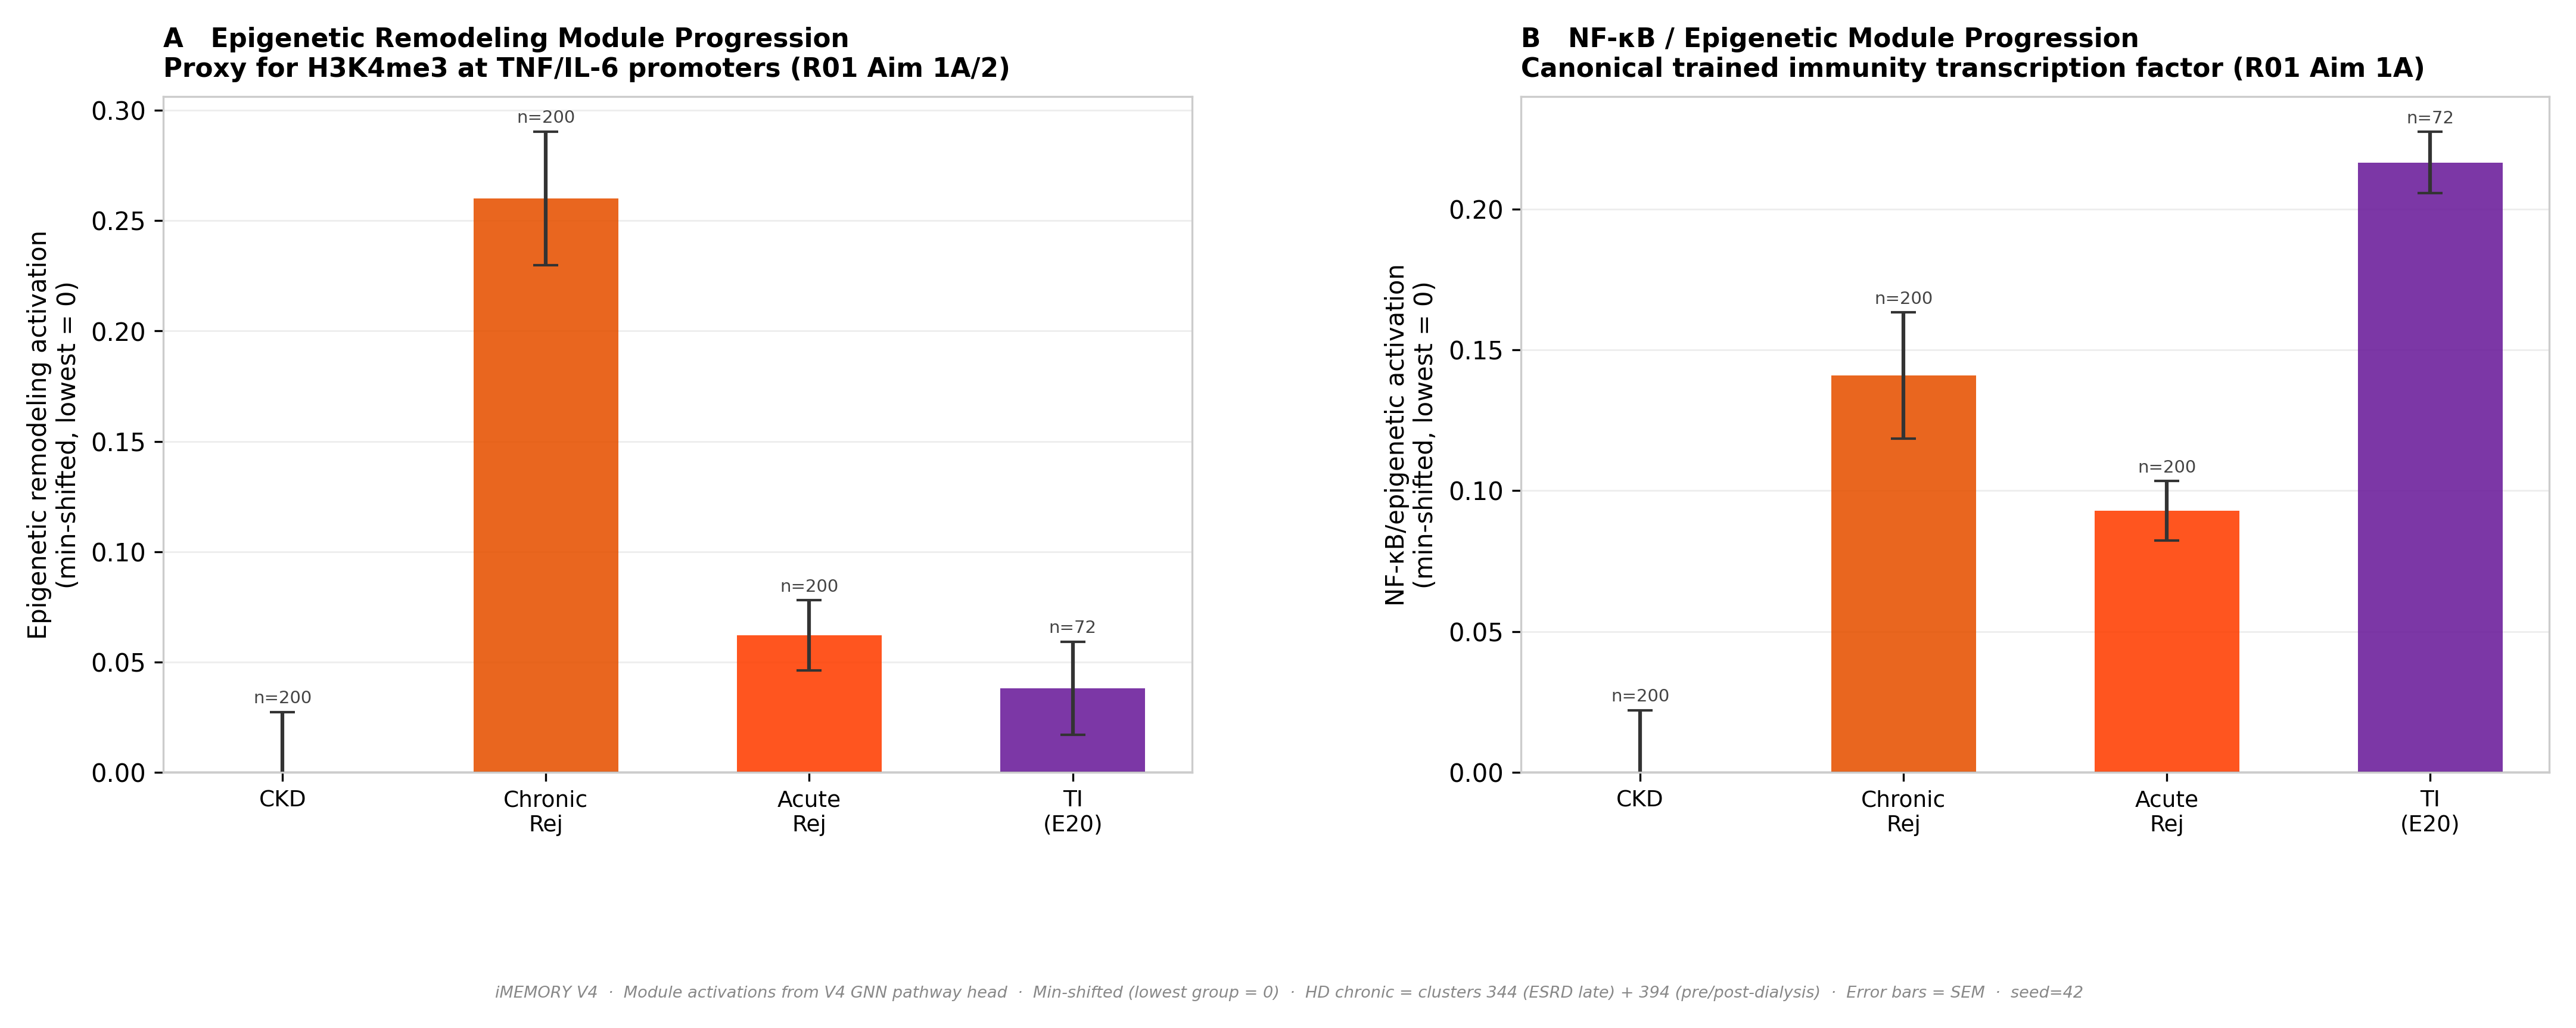 A   Epigenetic Remodeling Module Progression
Proxy for H3K4me3 at TNF/IL-6 promoters (R01 Aim 1A/2)
Epigenetic remodeling activation
(min-shifted, lowest = 0)
0.30
0.25
0.20
0.15
0.10
0.05
0.00
n=200
n=200
n=200
n=72
CKD
Chronic
Rej
Acute
Rej
TI
(E20)
B   NF-κB / Epigenetic Module Progression
Canonical trained immunity transcription factor (R01 Aim 1A)
NF-κB/epigenetic activation
(min-shifted, lowest = 0)
0.20
0.15
0.10
0.05
0.00
n=200
n=200
n=200
n=72
CKD
Chronic
Rej
Acute
Rej
TI
(E20)
iMEMORY V4  ·  Module activations from V4 GNN pathway head  ·  Min-shifted (lowest group = 0)  ·  HD chronic = clusters 344 (ESRD late) + 394 (pre/post-dialysis)  ·  Error bars = SEM  ·  seed=42